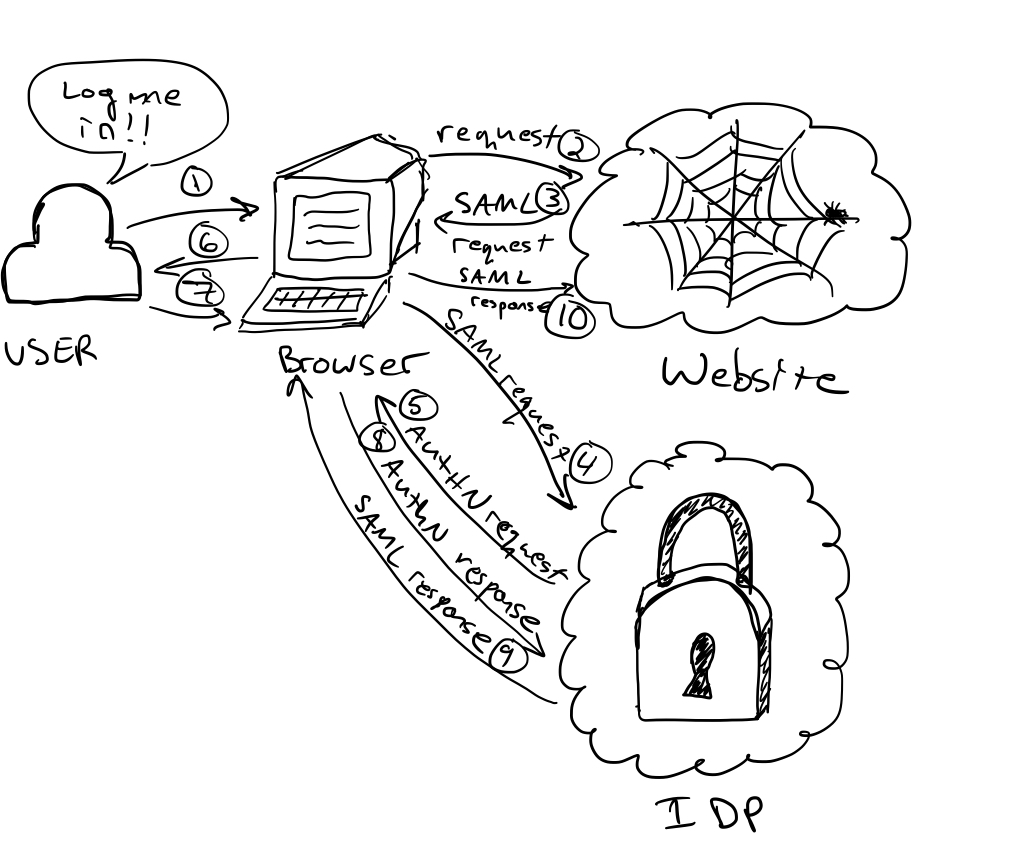 Log me
in!!
1
request 2
SAML 3
request
6
SAML
response
7
10
USER
Browser
Website
SAML request 4
5
AuthN request
8
AuthN response
SAML response 9
IDP